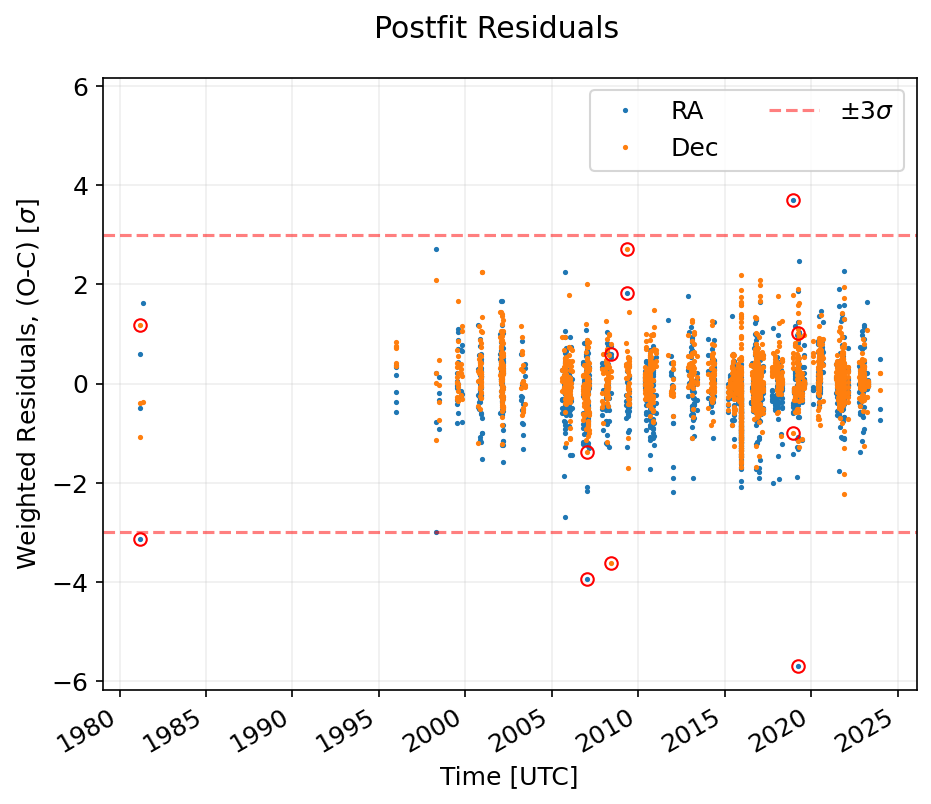 Postfit Residuals
Weighted Residuals, (O-C) [σ]
6
4
2
0
−2
−4
−6
RA
Dec
±3σ
1980
1985
1990
1995
2000
2005
2010
2015
2020
2025
Time [UTC]